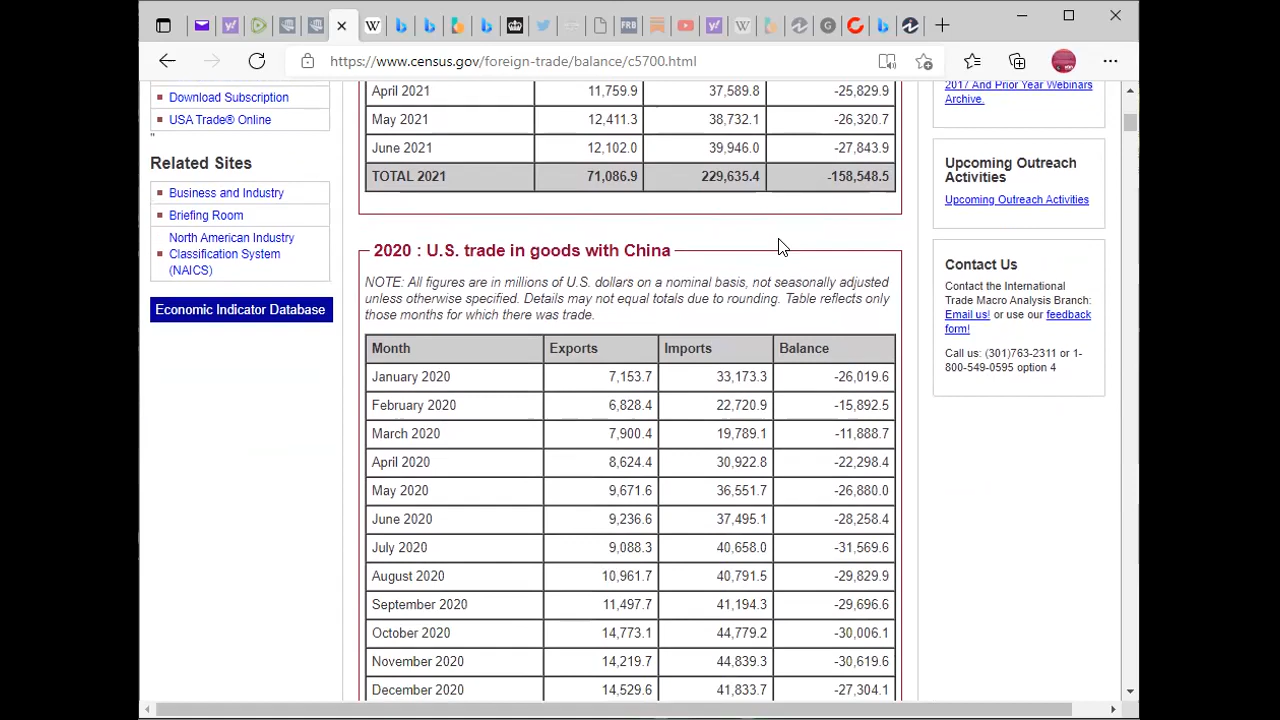 https://www.census.gov/foreign-trade/balance/c5700.html
Download Subscription
USA Trade® Online
"
Related Sites
Business and Industry
Briefing Room
North American Industry
Classification System
(NAICS)
Economic Indicator Database
April 2021 11,759.9 37,589.8 -25,829.9
May 2021 12,411.3 38,732.1 -26,320.7
June 2021 12,102.0 39,946.0 -27,843.9
TOTAL 2021 71,086.9 229,635.4 -158,548.5
2020 : U.S. trade in goods with China
NOTE: All figures are in millions of U.S. dollars on a nominal basis, not seasonally adjusted
unless otherwise specified. Details may not equal totals due to rounding. Table reflects only
those months for which there was trade.
Month Exports Imports Balance
January 2020 7,153.7 33,173.3 -26,019.6
February 2020 6,828.4 22,720.9 -15,892.5
March 2020 7,900.4 19,789.1 -11,888.7
April 2020 8,624.4 30,922.8 -22,298.4
May 2020 9,671.6 36,551.7 -26,880.0
June 2020 9,236.6 37,495.1 -28,258.4
July 2020 9,088.3 40,658.0 -31,569.6
August 2020 10,961.7 40,791.5 -29,829.9
September 2020 11,497.7 41,194.3 -29,696.6
October 2020 14,773.1 44,779.2 -30,006.1
November 2020 14,219.7 44,839.3 -30,619.6
December 2020 14,529.6 41,833.7 -27,304.1
2017 And Prior Year Webinars
Archive.
Upcoming Outreach
Activities
Upcoming Outreach Activities
Contact Us
Contact the International
Trade Macro Analysis Branch:
Email us! or use our feedback
form!
Call us: (301)763-2311 or 1-
800-549-0595 option 4